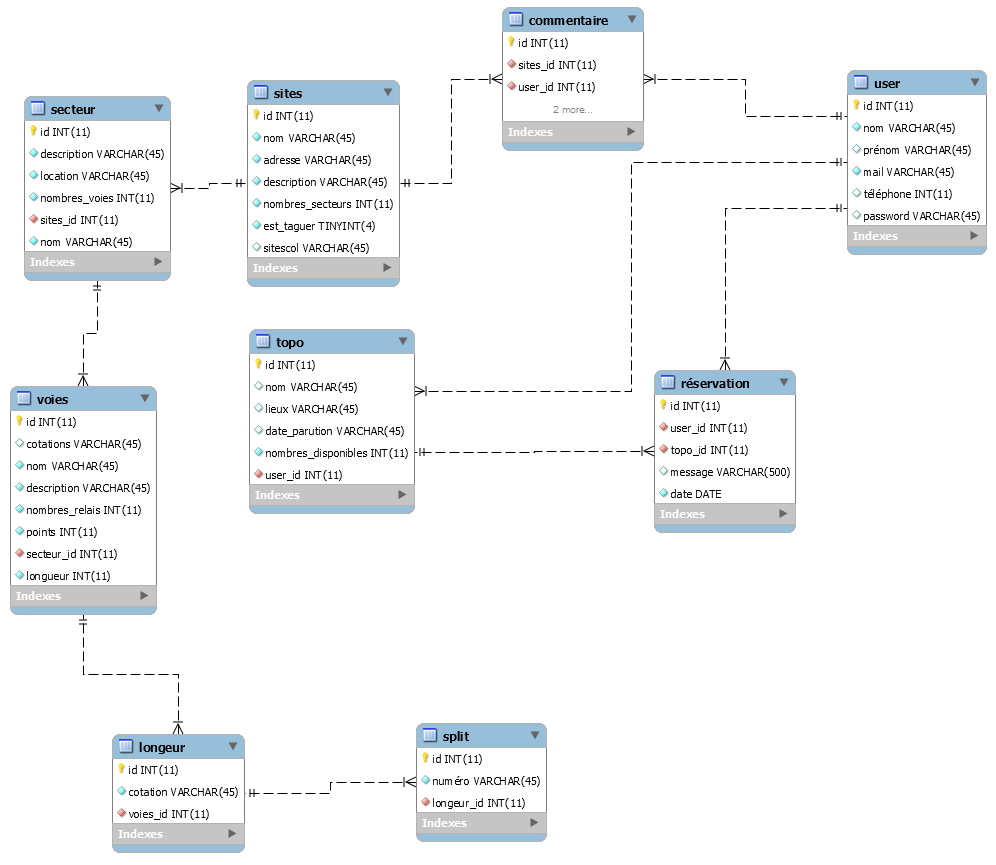 commentaire
id INT(11)
sites_id INT(11)
user_id INT(11)
2 more...
Indexes
user
id INT(11)
nom VARCHAR(45)
prénom VARCHAR(45)
mail VARCHAR(45)
téléphone INT(11)
password VARCHAR(45)
Indexes
sites
id INT(11)
nom VARCHAR(45)
adresse VARCHAR(45)
description VARCHAR(45)
nombres_secteurs INT(11)
est_taguer TINYINT(4)
sitescol VARCHAR(45)
Indexes
secteur
id INT(11)
description VARCHAR(45)
location VARCHAR(45)
nombres_voies INT(11)
sites_id INT(11)
nom VARCHAR(45)
Indexes
topo
id INT(11)
nom VARCHAR(45)
lieux VARCHAR(45)
date_parution VARCHAR(45)
nombres_disponibles INT(11)
user_id INT(11)
Indexes
réservation
id INT(11)
user_id INT(11)
topo_id INT(11)
message VARCHAR(500)
date DATE
Indexes
voies
id INT(11)
cotations VARCHAR(45)
nom VARCHAR(45)
description VARCHAR(45)
nombres_relais INT(11)
points INT(11)
secteur_id INT(11)
longueur INT(11)
Indexes
longeur
id INT(11)
cotation VARCHAR(45)
voies_id INT(11)
Indexes
split
id INT(11)
numéro VARCHAR(45)
longeur_id INT(11)
Indexes